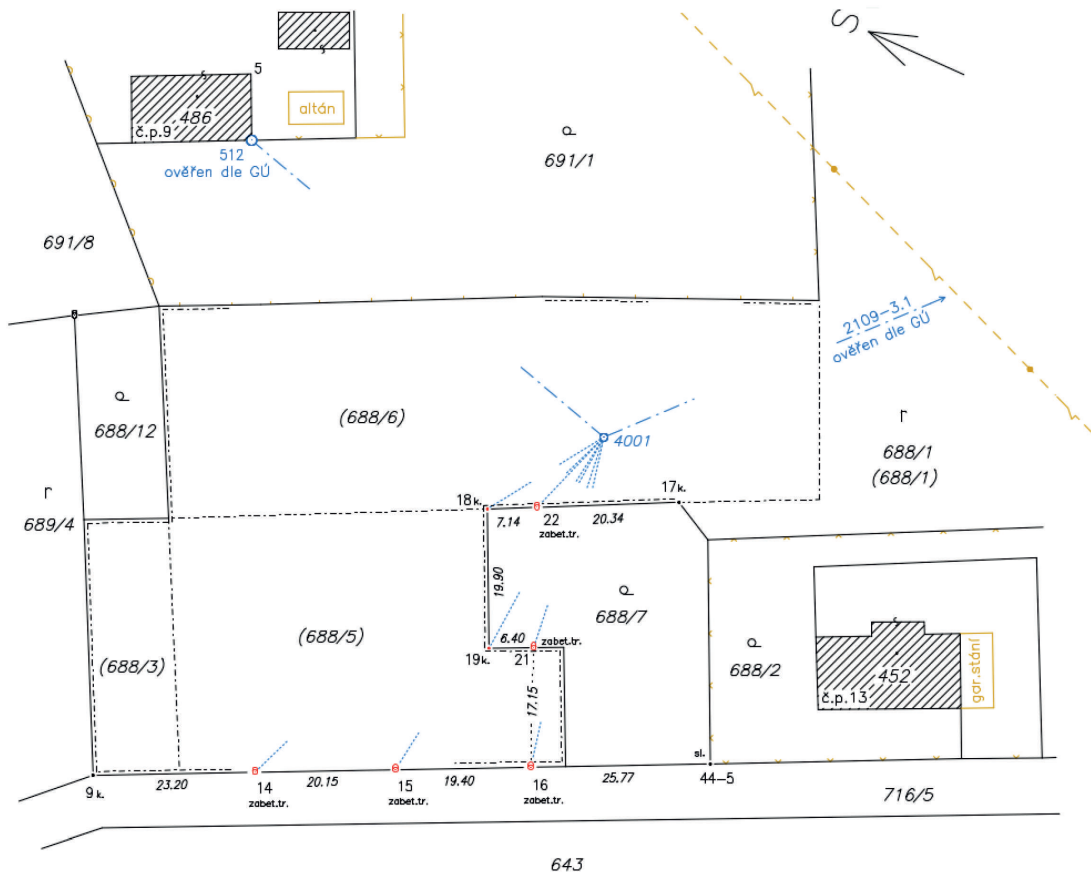 S
5
altán
486
č.p.9
512
ověřen dle GÚ
691/1
691/8
2109-3.1
ověřen dle GÚ
688/12
(688/6)
4001
688/1
(688/1)
r
r
689/4
18k.
17k.
7.14
22
20.34
zabet.tr.
19.90
688/7
(688/5)
(688/3)
6.40
zabet.tr.
19k.
21
17.15
688/2
452
č.p.13
gar.stání
sl.
9k.
23.20
14
zabet.tr.
20.15
15
zabet.tr.
19.40
16
zabet.tr.
25.77
44-5
716/5
643